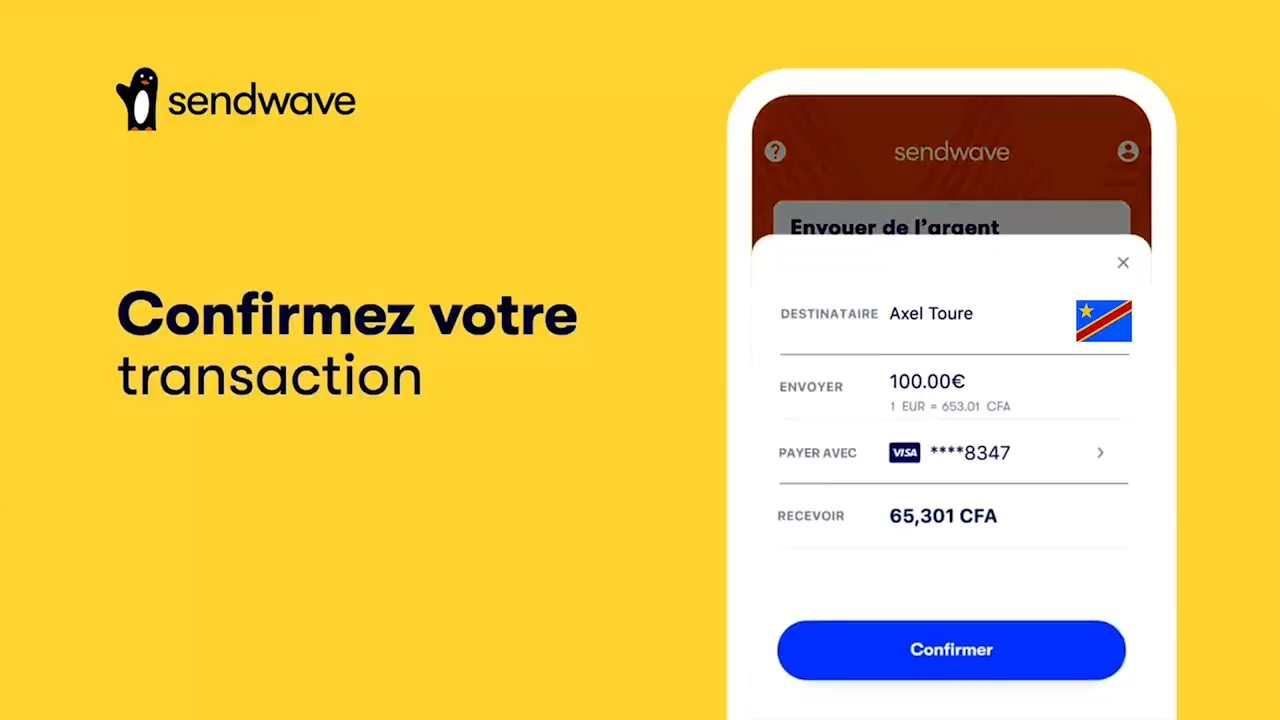 sendwave
Confirmez votre
transaction
?
sendwave
Envoyer de l'argent
DESTINATAIRE Axel Toure
ENVOYER 100.00€
1 EUR = 653.01 CFA
PAYER AVEC VISA ****8347
RECEVOIR 65,301 CFA
Confirmer